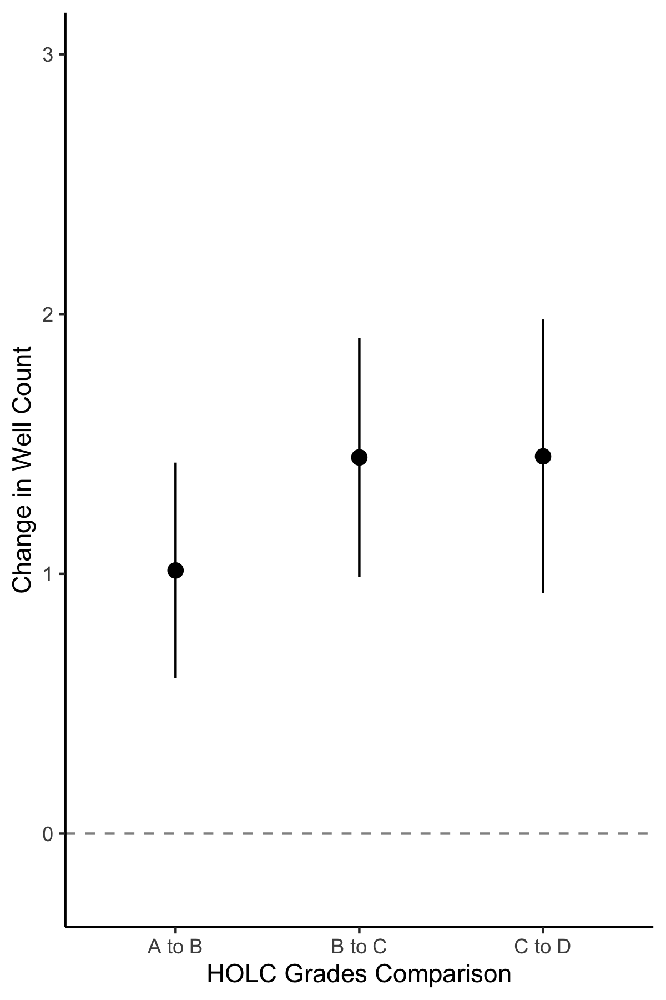 3
2
1
0
Change in Well Count
A to B
B to C
C to D
HOLC Grades Comparison